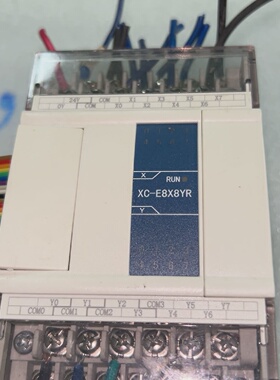 24V COM X1 X3 X5 X7
0V COM X0 X2 X4 X6
X RUN
XC-E8X8YR
Y
Y0 Y1 Y2 COM3 Y5 Y7
COM0 COM1 COM2 Y3 Y4 Y6